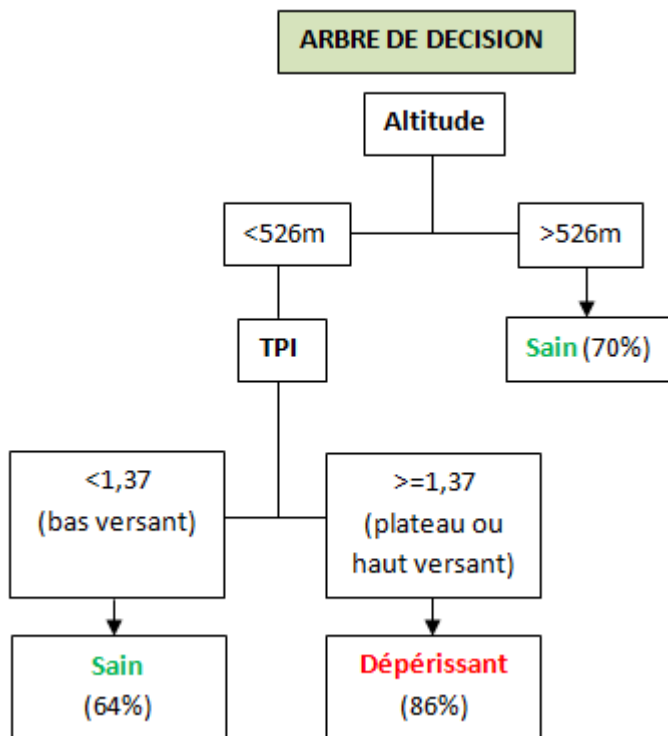 ARBRE DE DECISION
Altitude
<526m
>526m
TPI
Sain (70%)
<1,37
(bas versant)
>=1,37
(plateau ou
haut versant)
Sain
(64%)
Dépérissant
(86%)